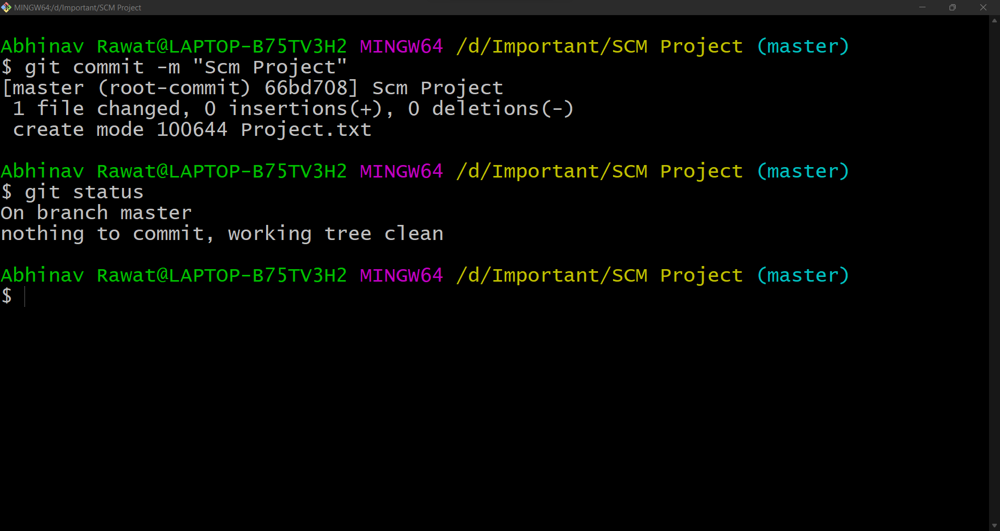 MINGW64:/d/Important/SCM Project
Abhinav Rawat@LAPTOP-B75TV3H2 MINGW64 /d/Important/SCM Project (master)
$ git commit -m "Scm Project"
[master (root-commit) 66bd708] Scm Project
 1 file changed, 0 insertions(+), 0 deletions(-)
 create mode 100644 Project.txt
Abhinav Rawat@LAPTOP-B75TV3H2 MINGW64 /d/Important/SCM Project (master)
$ git status
On branch master
nothing to commit, working tree clean
Abhinav Rawat@LAPTOP-B75TV3H2 MINGW64 /d/Important/SCM Project (master)
$